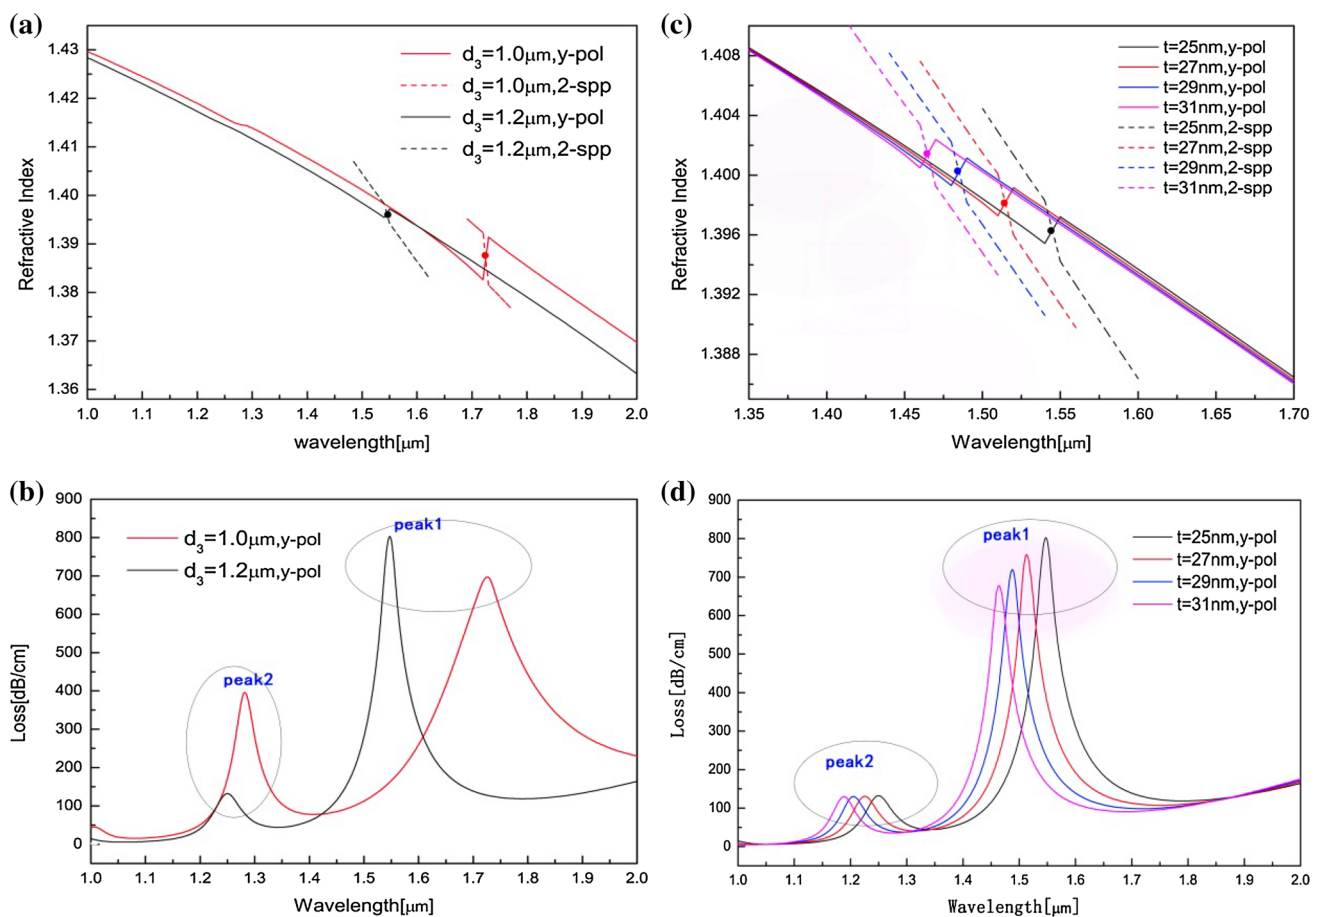 (a)
1.43
1.42
1.41
1.40
1.39
1.38
1.37
1.36
Refractive Index
d3=1.0μm,y-pol
d3=1.0μm,2-spp
d3=1.2μm,y-pol
d3=1.2μm,2-spp
1.0 1.1 1.2 1.3 1.4 1.5 1.6 1.7 1.8 1.9 2.0
wavelength[μm]
(c)
1.408
1.404
1.400
1.396
1.392
1.388
Refractive Index
t=25nm,y-pol
t=27nm,y-pol
t=29nm,y-pol
t=31nm,y-pol
t=25nm,2-spp
t=27nm,2-spp
t=29nm,2-spp
t=31nm,2-spp
1.35 1.40 1.45 1.50 1.55 1.60 1.65 1.70
Wavelength[μm]
(b)
900
800
700
600
500
400
300
200
100
0
Loss[dB/cm]
d3=1.0μm,y-pol
d3=1.2μm,y-pol
peak1
peak2
1.0 1.1 1.2 1.3 1.4 1.5 1.6 1.7 1.8 1.9 2.0
Wavelength[μm]
(d)
900
800
700
600
500
400
300
200
100
0
Loss[dB/cm]
peak1
peak2
t=25nm,y-pol
t=27nm,y-pol
t=29nm,y-pol
t=31nm,y-pol
1.0 1.1 1.2 1.3 1.4 1.5 1.6 1.7 1.8 1.9 2.0
Wavelength[μm]